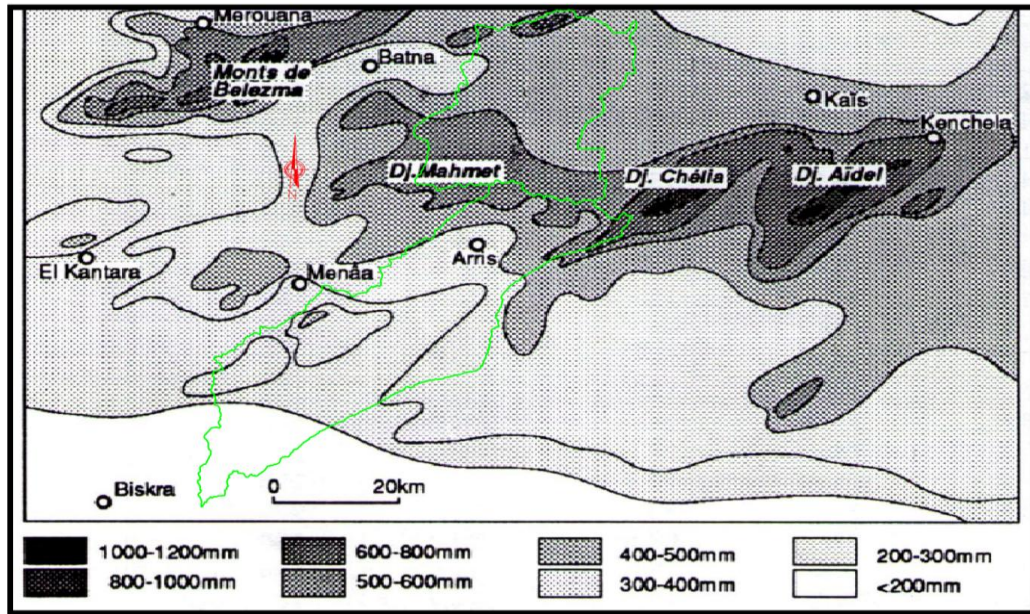 Merouana
Monts de
Belezma
Batna
Kaïs
Kenchela
Dj. Mahmet
Dj. Chélia
Dj. Aïdel
El Kantara
Menâa
Arris
Biskra
0 20km
1000-1200mm 600-800mm 400-500mm 200-300mm
800-1000mm 500-600mm 300-400mm <200mm